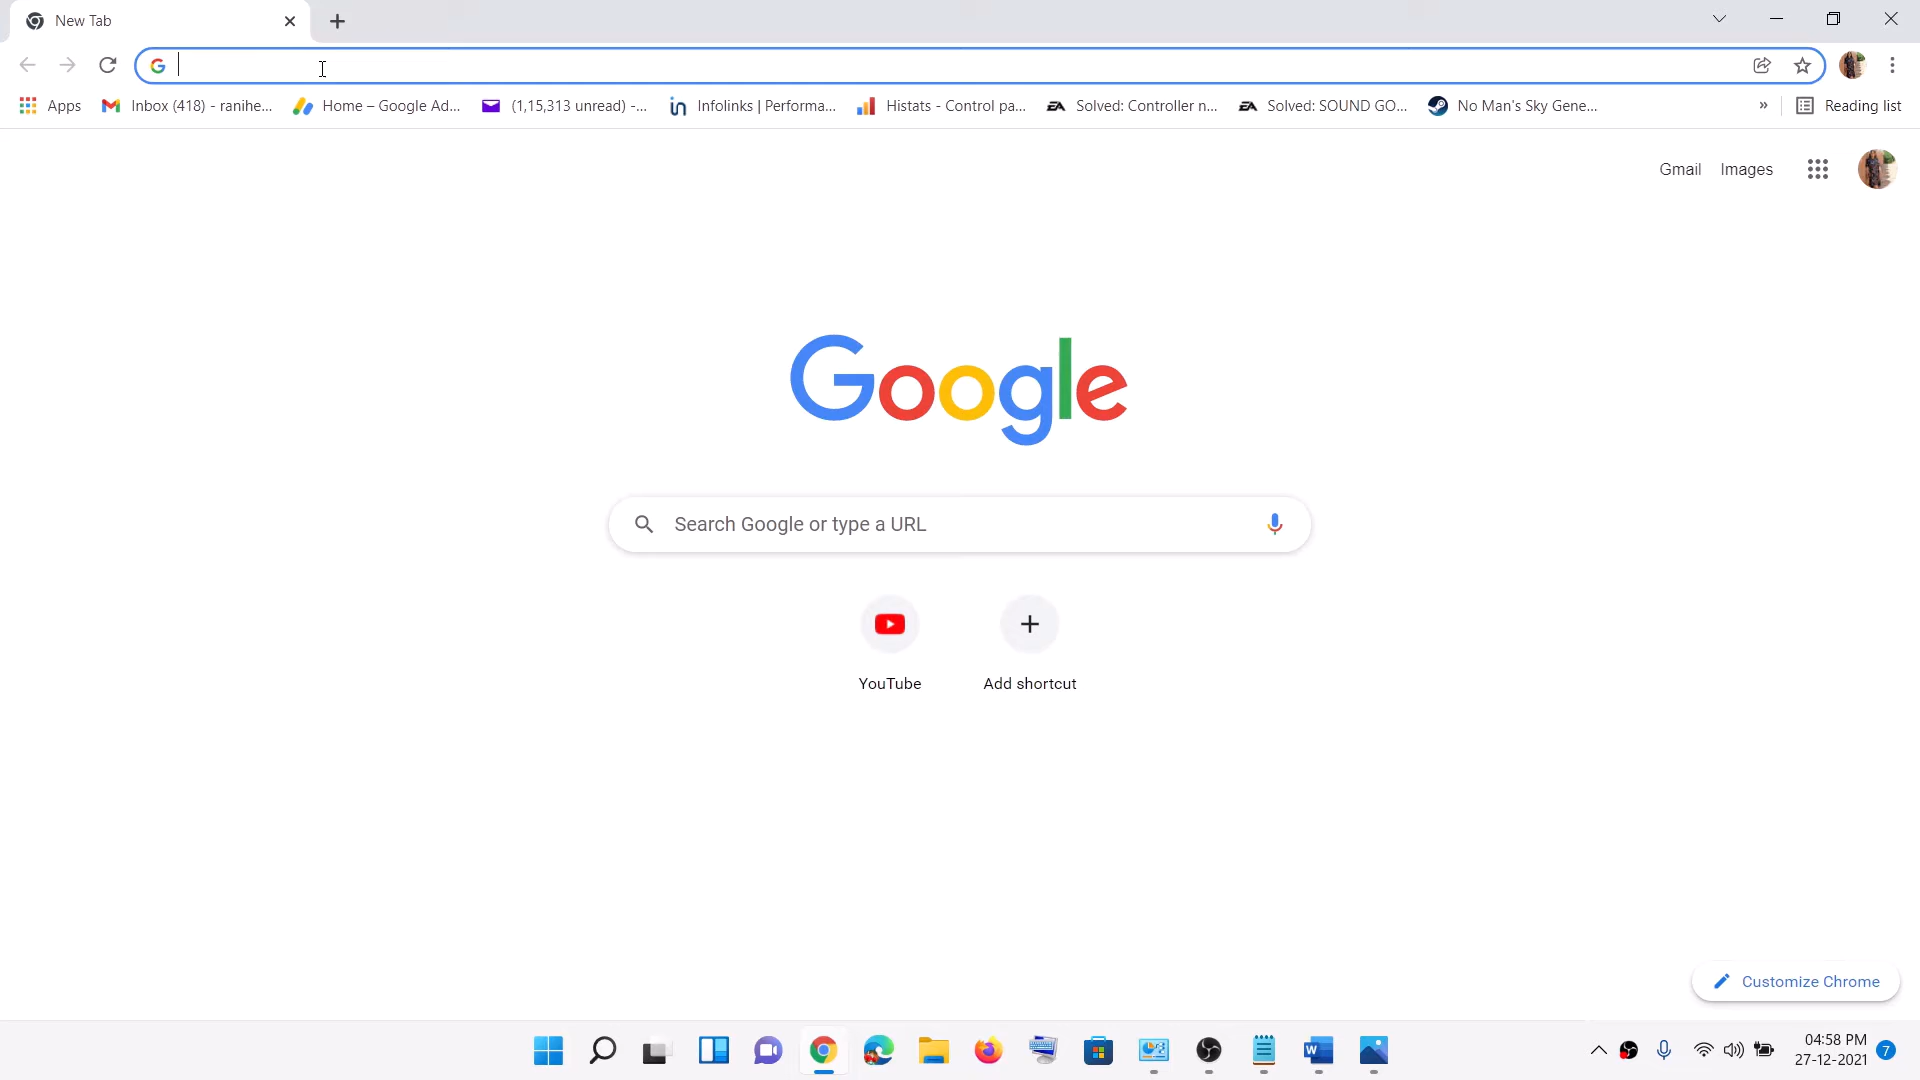 New Tab
Apps
Inbox (418) - ranihe...
Home – Google Ad...
(1,15,313 unread) -...
Infolinks | Performa...
Histats - Control pa...
Solved: Controller n...
Solved: SOUND GO...
No Man's Sky Gene...
»
Reading list
Gmail
Images
Google
Search Google or type a URL
YouTube
Add shortcut
Customize Chrome
04:58 PM
27-12-2021
7